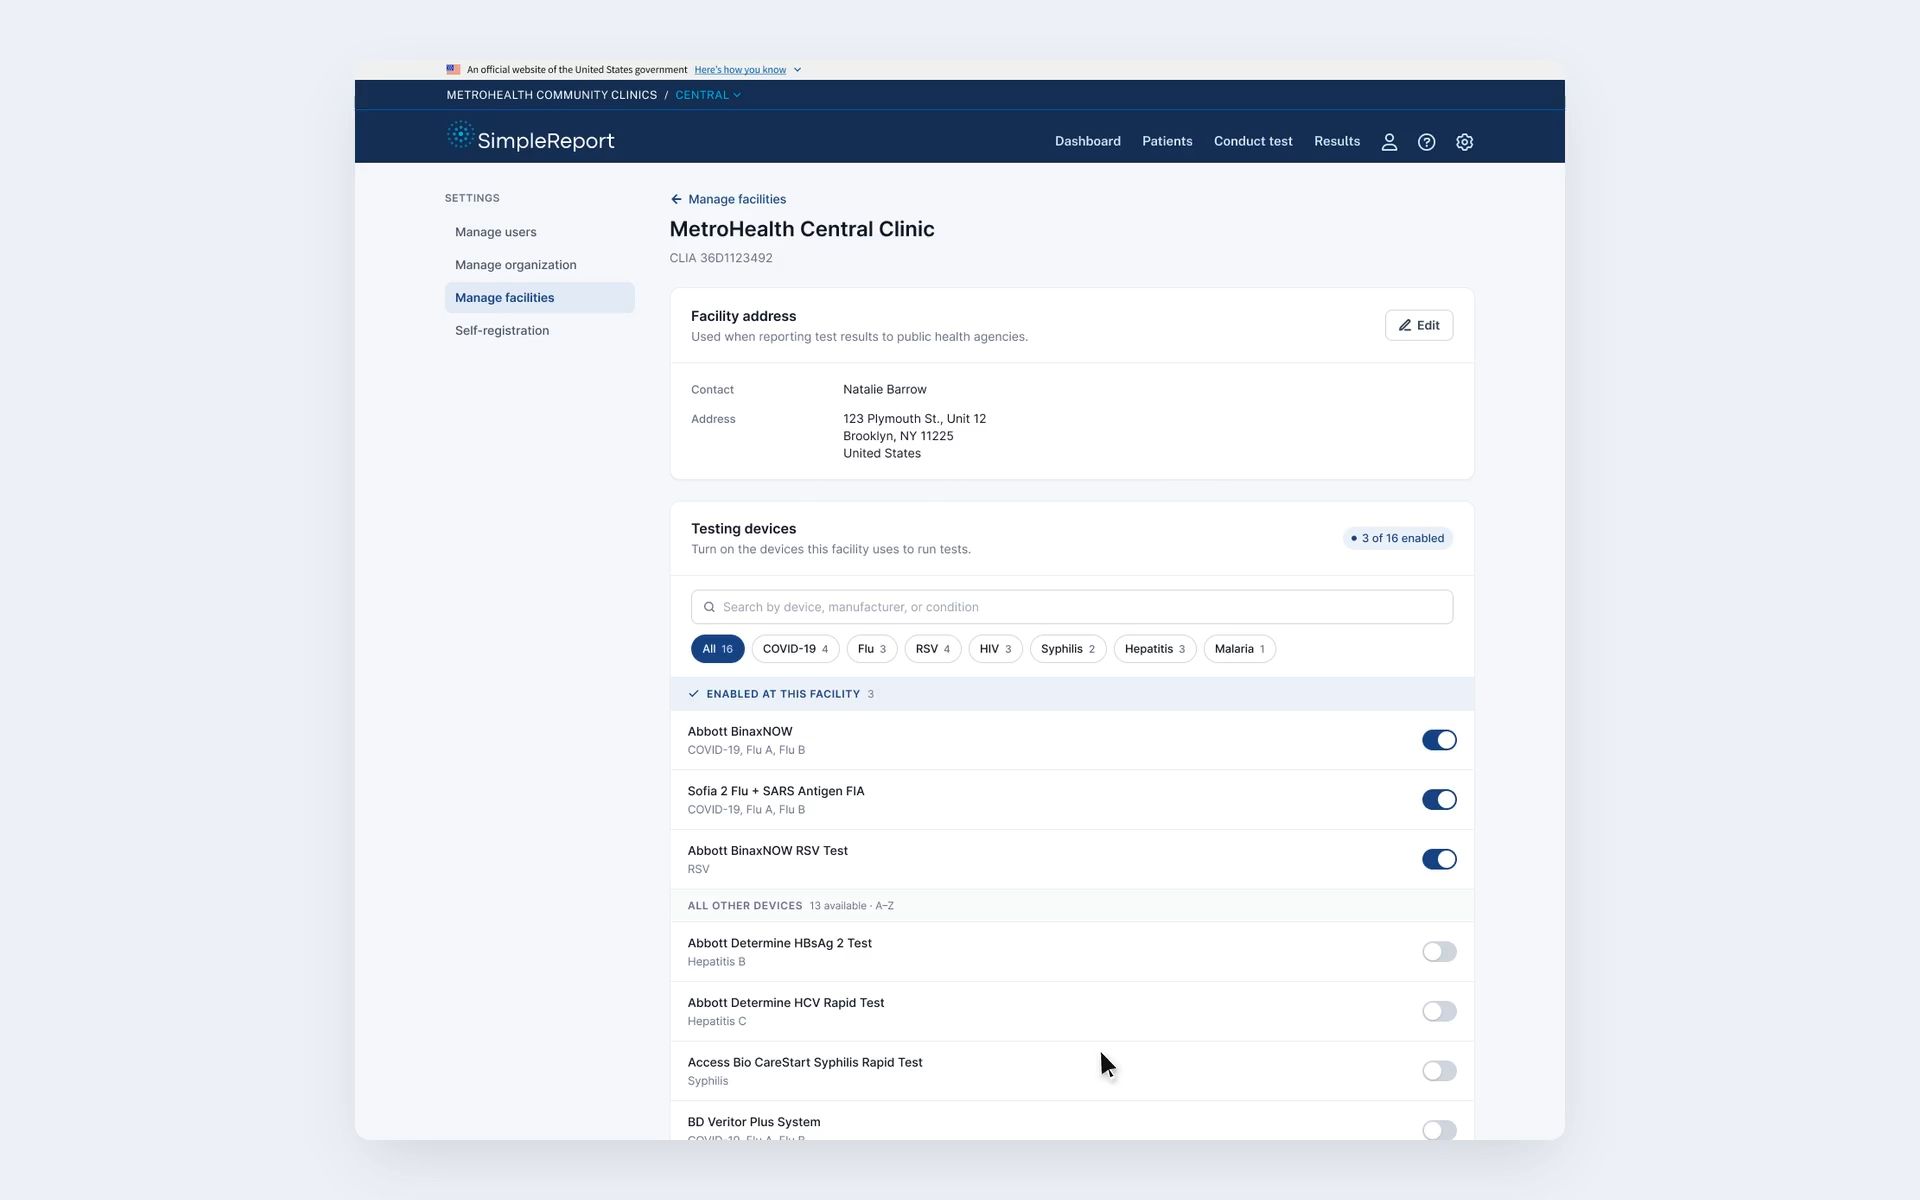 An official website of the United States government Here's how you know
METROHEALTH COMMUNITY CLINICS / CENTRAL
SimpleReport
Dashboard Patients Conduct test Results
SETTINGS
Manage users
Manage organization
Manage facilities
Self-registration
Manage facilities
MetroHealth Central Clinic
CLIA 36D1123492
Facility address
Used when reporting test results to public health agencies.
Edit
Contact Natalie Barrow
Address 123 Plymouth St., Unit 12
Brooklyn, NY 11225
United States
Testing devices
Turn on the devices this facility uses to run tests.
3 of 16 enabled
Search by device, manufacturer, or condition
All 16 COVID-19 4 Flu 3 RSV 4 HIV 3 Syphilis 2 Hepatitis 3 Malaria 1
ENABLED AT THIS FACILITY 3
Abbott BinaxNOW
COVID-19, Flu A, Flu B
Sofia 2 Flu + SARS Antigen FIA
COVID-19, Flu A, Flu B
Abbott BinaxNOW RSV Test
RSV
ALL OTHER DEVICES 13 available · A–Z
Abbott Determine HBsAg 2 Test
Hepatitis B
Abbott Determine HCV Rapid Test
Hepatitis C
Access Bio CareStart Syphilis Rapid Test
Syphilis
BD Veritor Plus System
COVID-19, Flu A, Flu B